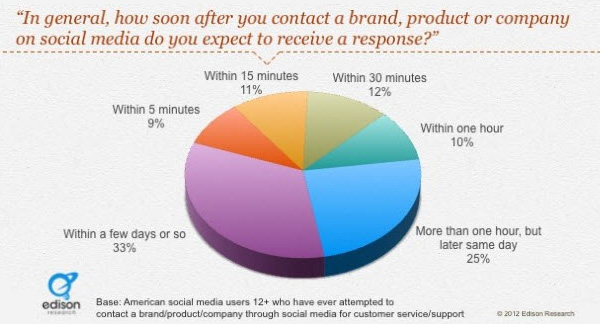 “In general, how soon after you contact a brand, product or company
on social media do you expect to receive a response?”
Within 15 minutes
11%
Within 30 minutes
12%
Within 5 minutes
9%
Within one hour
10%
Within a few days or so
33%
More than one hour, but
later same day
25%
edison
research
Base: American social media users 12+ who have ever attempted to
contact a brand/product/company through social media for customer service/support
© 2012 Edison Research